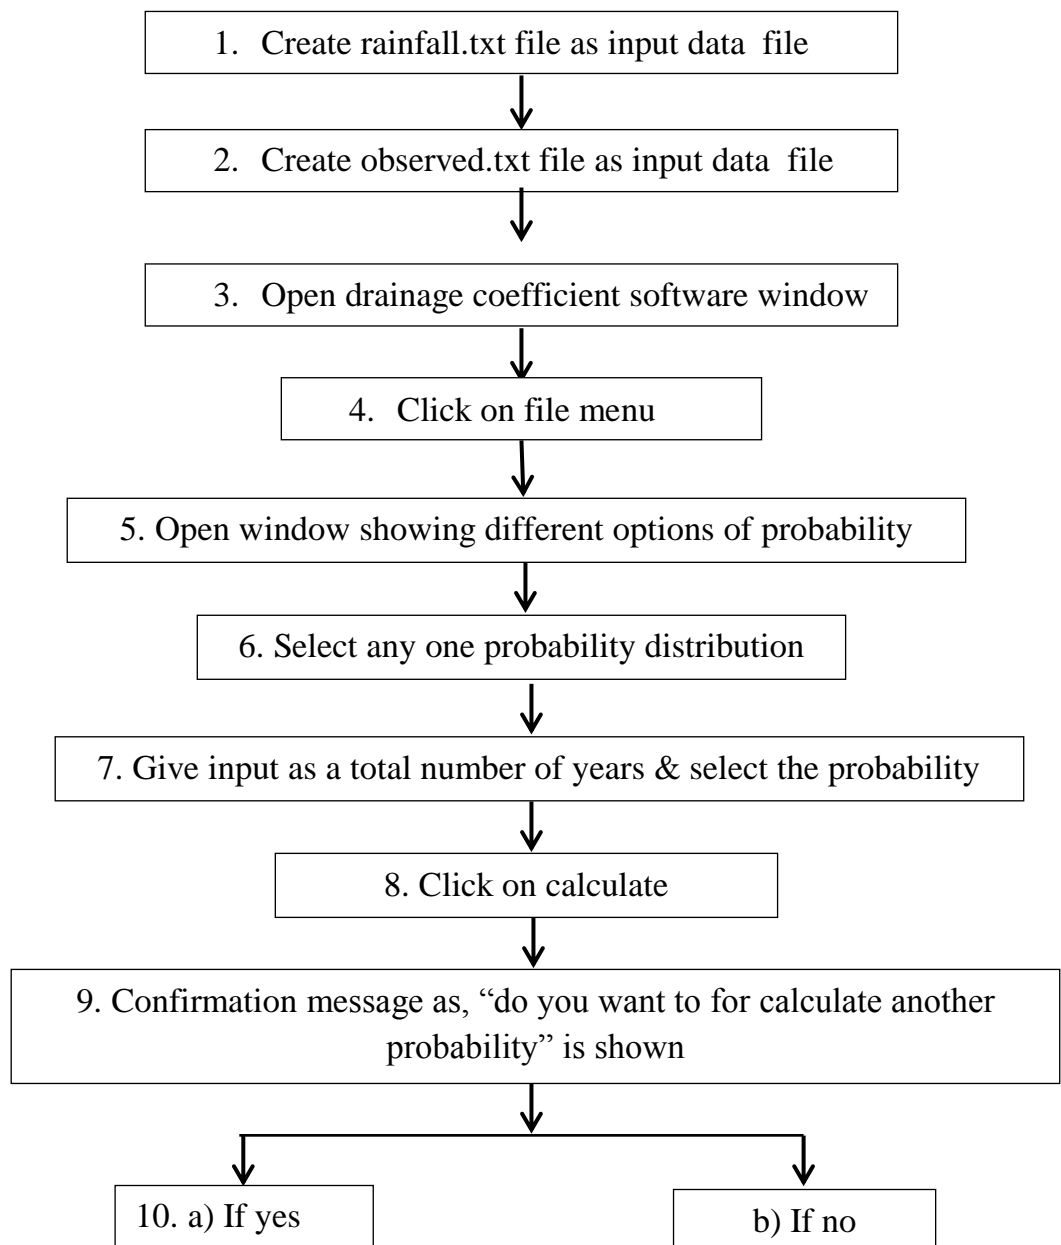 1. Create rainfall.txt file as input data file
2. Create observed.txt file as input data file
3. Open drainage coefficient software window
4. Click on file menu
5. Open window showing different options of probability
6. Select any one probability distribution
7. Give input as a total number of years & select the probability
8. Click on calculate
9. Confirmation message as, “do you want to for calculate another
probability” is shown
10. a) If yes
b) If no